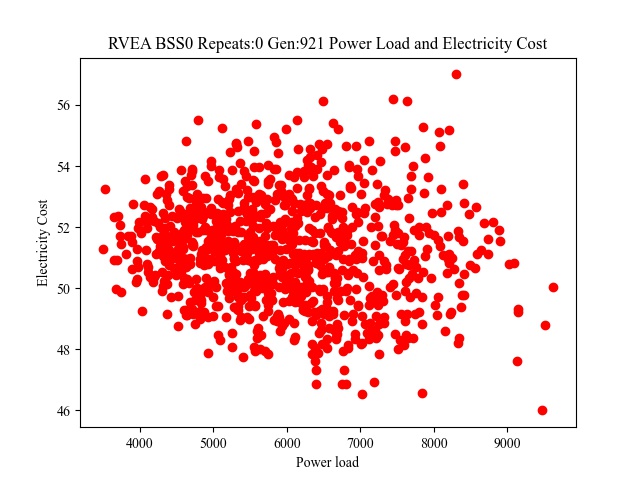 RVEA BSS0 Repeats:0 Gen:921 Power Load and Electricity Cost
56
54
52
50
48
46
Electricity Cost
4000 5000 6000 7000 8000 9000
Power load